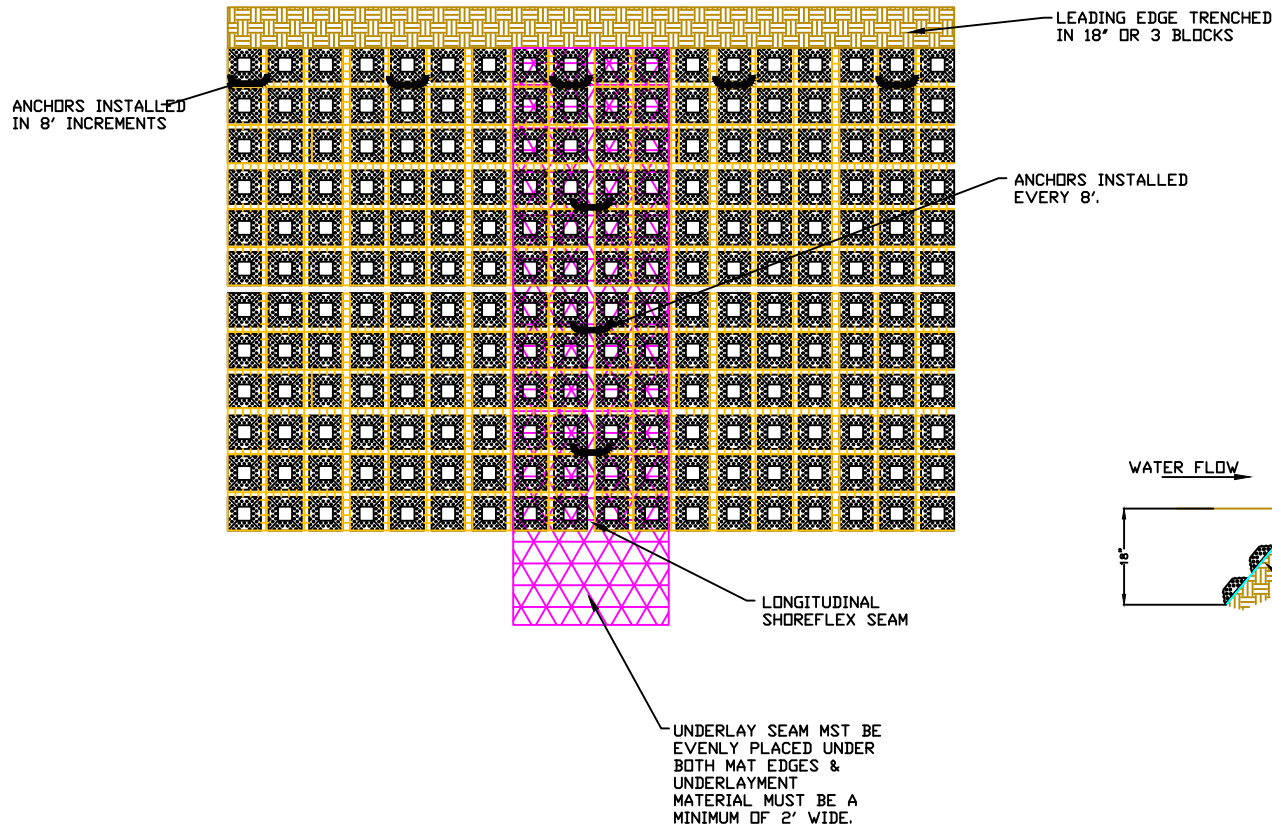 LEADING EDGE TRENCHED
IN 18" OR 3 BLOCKS
ANCHORS INSTALLED
IN 8' INCREMENTS
ANCHORS INSTALLED
EVERY 8'.
WATER FLOW
18"
LONGITUDINAL
SHOREFLEX SEAM
UNDERLAY SEAM MST BE
EVENLY PLACED UNDER
BOTH MAT EDGES &
UNDERLAYMENT
MATERIAL MUST BE A
MINIMUM OF 2' WIDE.